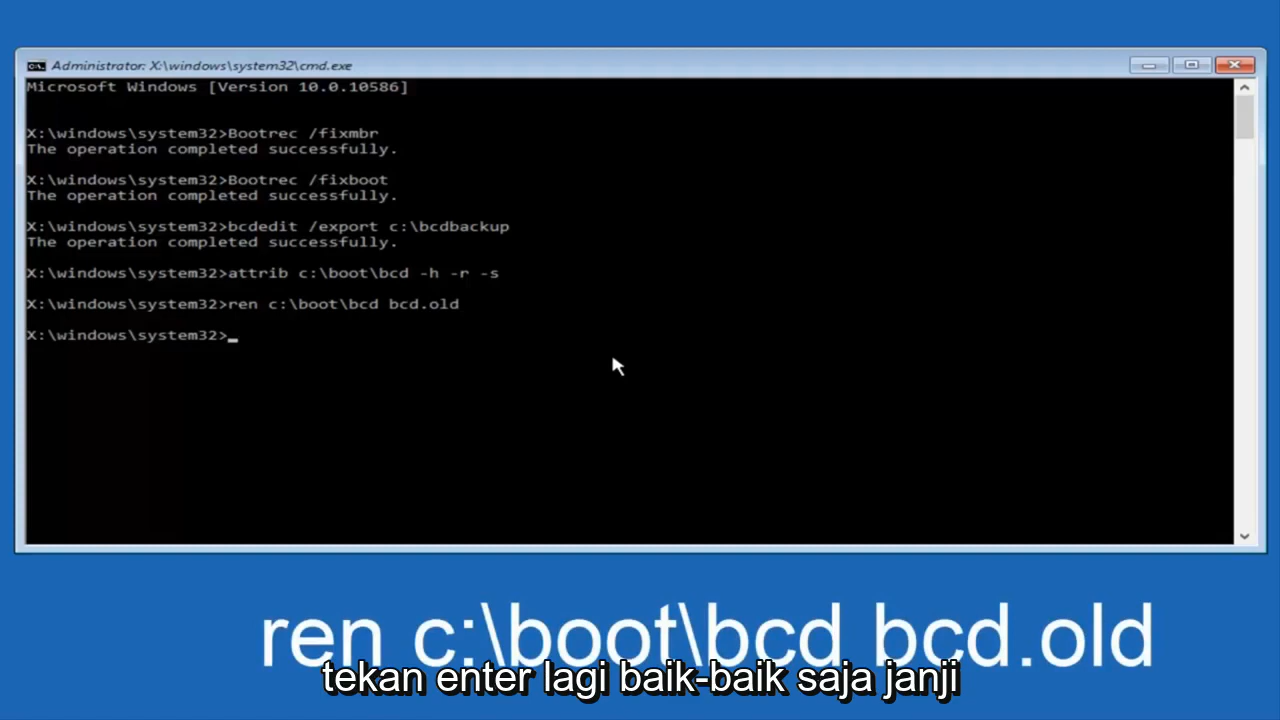 Administrator: X:\windows\system32\cmd.exe
Microsoft Windows [Version 10.0.10586]
X:\windows\system32>Bootrec /fixmbr
The operation completed successfully.
X:\windows\system32>Bootrec /fixboot
The operation completed successfully.
X:\windows\system32>bcdedit /export c:\bcdbackup
The operation completed successfully.
X:\windows\system32>attrib c:\boot\bcd -h -r -s
X:\windows\system32>ren c:\boot\bcd bcd.old
X:\windows\system32>_
ren c:\boot\bcd bcd.old
tekan enter lagi baik-baik saja janji